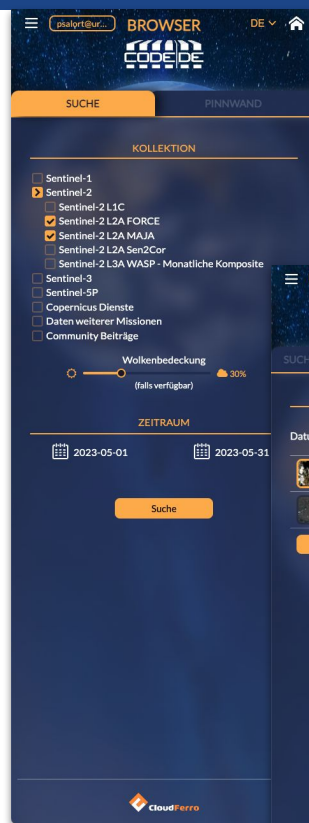 psalort@ur...
BROWSER
DE
CODE DE
SUCHE
PINNWAND
KOLLEKTION
Sentinel-1
Sentinel-2
Sentinel-2 L1C
Sentinel-2 L2A FORCE
Sentinel-2 L2A MAJA
Sentinel-2 L2A Sen2Cor
Sentinel-2 L3A WASP - Monatliche Komposite
Sentinel-3
Sentinel-5P
Copernicus Dienste
Daten weiterer Missionen
Community Beiträge
Wolkenbedeckung
30%
(falls verfügbar)
ZEITRAUM
2023-05-01
2023-05-31
Suche
CloudFerro
SUCH
Datu